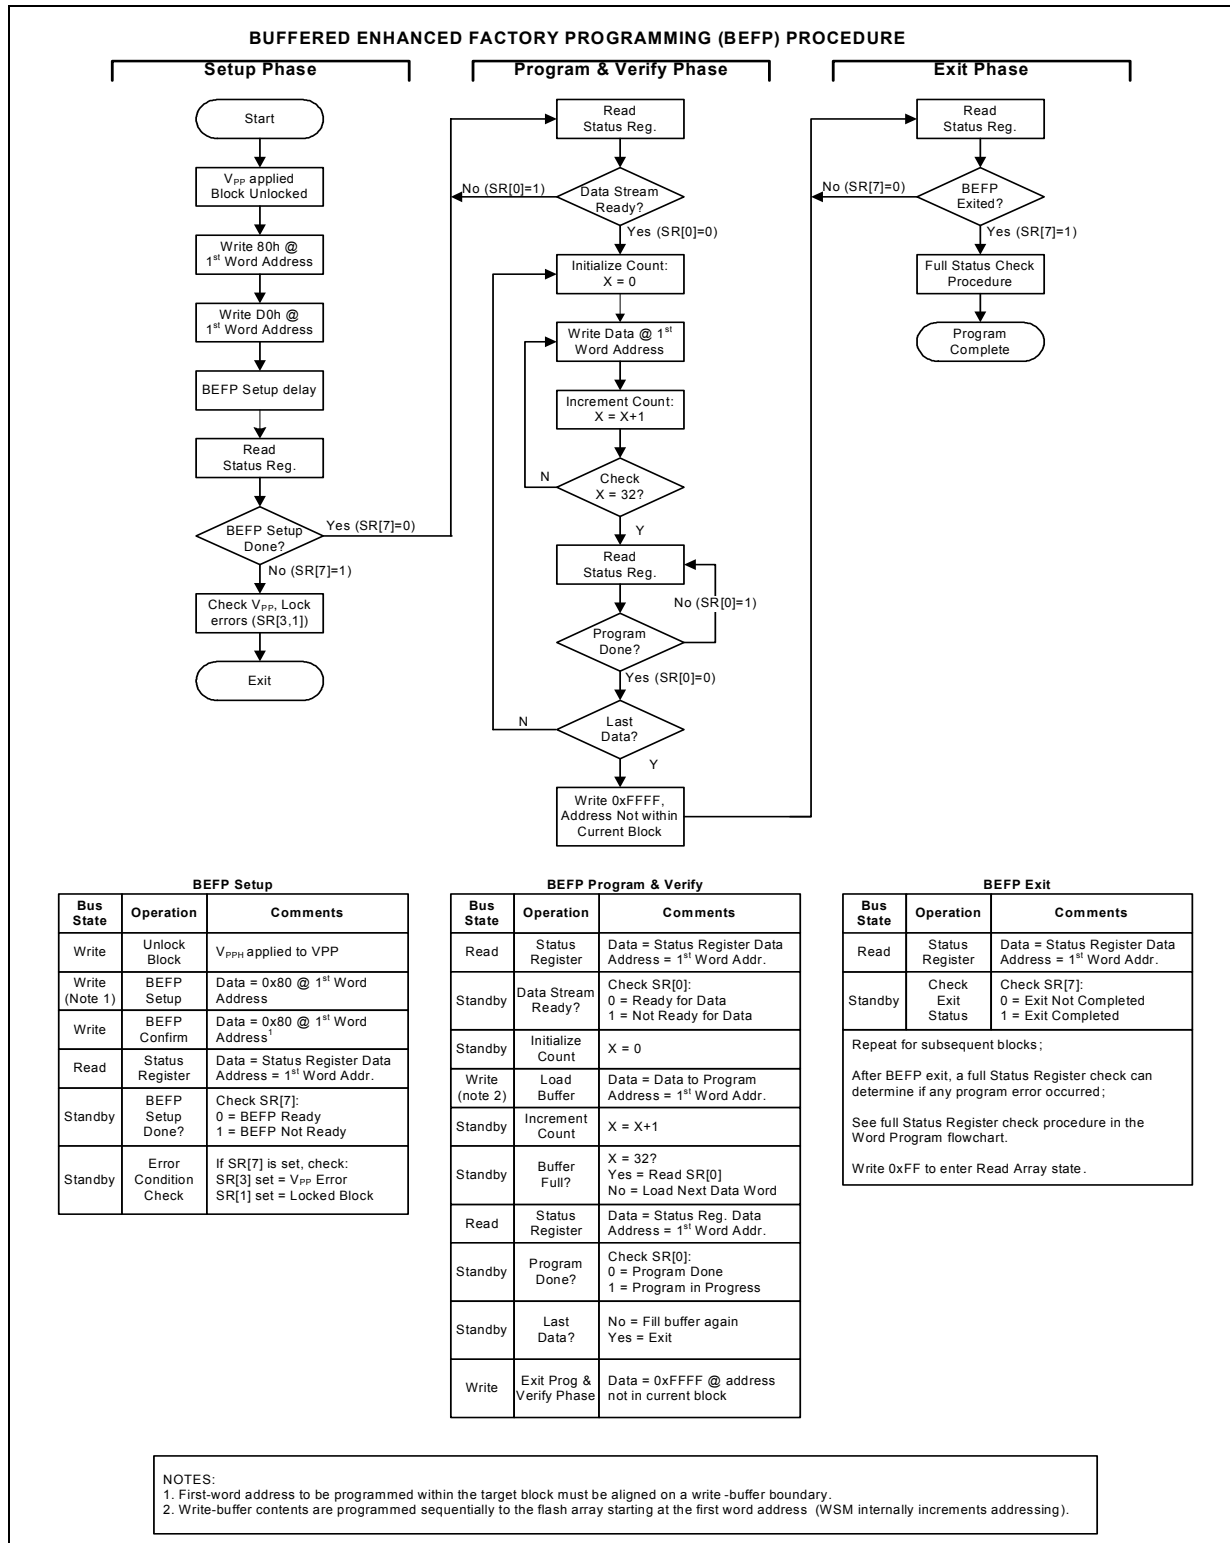 BUFFERED ENHANCED FACTORY PROGRAMMING (BEFP) PROCEDURE
Setup Phase
Start
VPP applied
Block Unlocked
Write 80h @
1st Word Address
Write D0h @
1st Word Address
BEFP Setup delay
Read
Status Reg.
BEFP Setup
Done?
Yes (SR[7]=0)
No (SR[7]=1)
Check VPP, Lock
errors (SR[3,1])
Exit
Program & Verify Phase
Read
Status Reg.
Data Stream
Ready?
No (SR[0]=1)
Yes (SR[0]=0)
Initialize Count:
X = 0
Write Data @ 1st
Word Address
Increment Count:
X = X+1
Check
X = 32?
N
Y
Read
Status Reg.
No (SR[0]=1)
Program
Done?
Yes (SR[0]=0)
Last
Data?
N
Y
Write 0xFFFF,
Address Not within
Current Block
Exit Phase
Read
Status Reg.
No (SR[7]=0)
BEFP
Exited?
Yes (SR[7]=1)
Full Status Check
Procedure
Program
Complete
BEFP Setup
Bus State Operation Comments
Write Unlock Block VPPH applied to VPP
Write (Note 1) BEFP Setup Data = 0x80 @ 1st Word Address
Write BEFP Confirm Data = 0x80 @ 1st Word Address1
Read Status Register Data = Status Register Data Address = 1st Word Addr.
Standby BEFP Setup Done? Check SR[7]:
0 = BEFP Ready
1 = BEFP Not Ready
Standby Error Condition Check If SR[7] is set, check:
SR[3] set = VPP Error
SR[1] set = Locked Block
BEFP Program & Verify
Bus State Operation Comments
Read Status Register Data = Status Register Data Address = 1st Word Addr.
Standby Data Stream Ready? Check SR[0]:
0 = Ready for Data
1 = Not Ready for Data
Standby Initialize Count X = 0
Write (note 2) Load Buffer Data = Data to Program Address = 1st Word Addr.
Standby Increment Count X = X+1
Standby Buffer Full? X = 32?
Yes = Read SR[0]
No = Load Next Data Word
Read Status Register Data = Status Reg. Data Address = 1st Word Addr.
Standby Program Done? Check SR[0]:
0 = Program Done
1 = Program in Progress
Standby Last Data? No = Fill buffer again
Yes = Exit
Write Exit Prog & Verify Phase Data = 0xFFFF @ address not in current block
BEFP Exit
Bus State Operation Comments
Read Status Register Data = Status Register Data Address = 1st Word Addr.
Standby Check Exit Status Check SR[7]:
0 = Exit Not Completed
1 = Exit Completed
Repeat for subsequent blocks;
After BEFP exit, a full Status Register check can
determine if any program error occurred;
See full Status Register check procedure in the
Word Program flowchart.
Write 0xFF to enter Read Array state.
NOTES:
1. First-word address to be programmed within the target block must be aligned on a write -buffer boundary.
2. Write-buffer contents are programmed sequentially to the flash array starting at the first word address (WSM internally increments addressing).